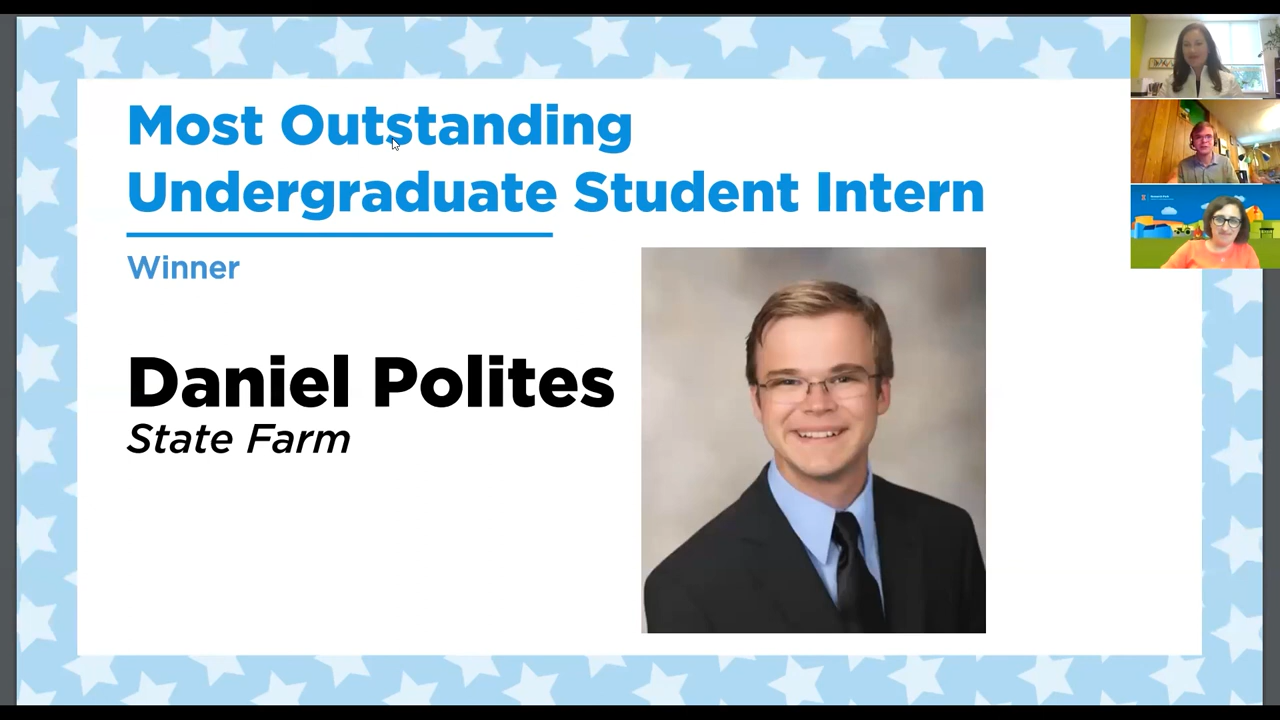 Most Outstanding
Undergraduate Student Intern
Winner
Daniel Polites
State Farm